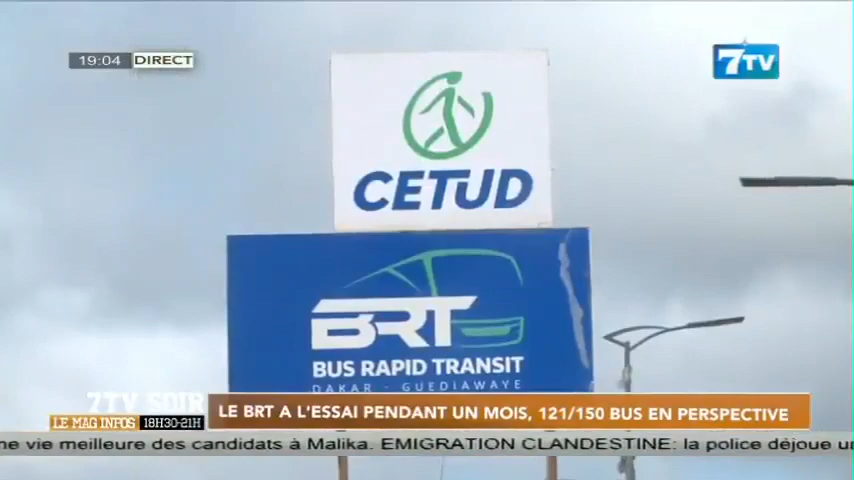 19:04 DIRECT
7TV
CETUD
BRT
BUS RAPID TRANSIT
DAKAR - GUEDIAWAYE
7TV SOIR
LE MAG INFOS 18H30-21H
LE BRT A L'ESSAI PENDANT UN MOIS, 121/150 BUS EN PERSPECTIVE
ne vie meilleure des candidats à Malika. EMIGRATION CLANDESTINE: la police déjoue un